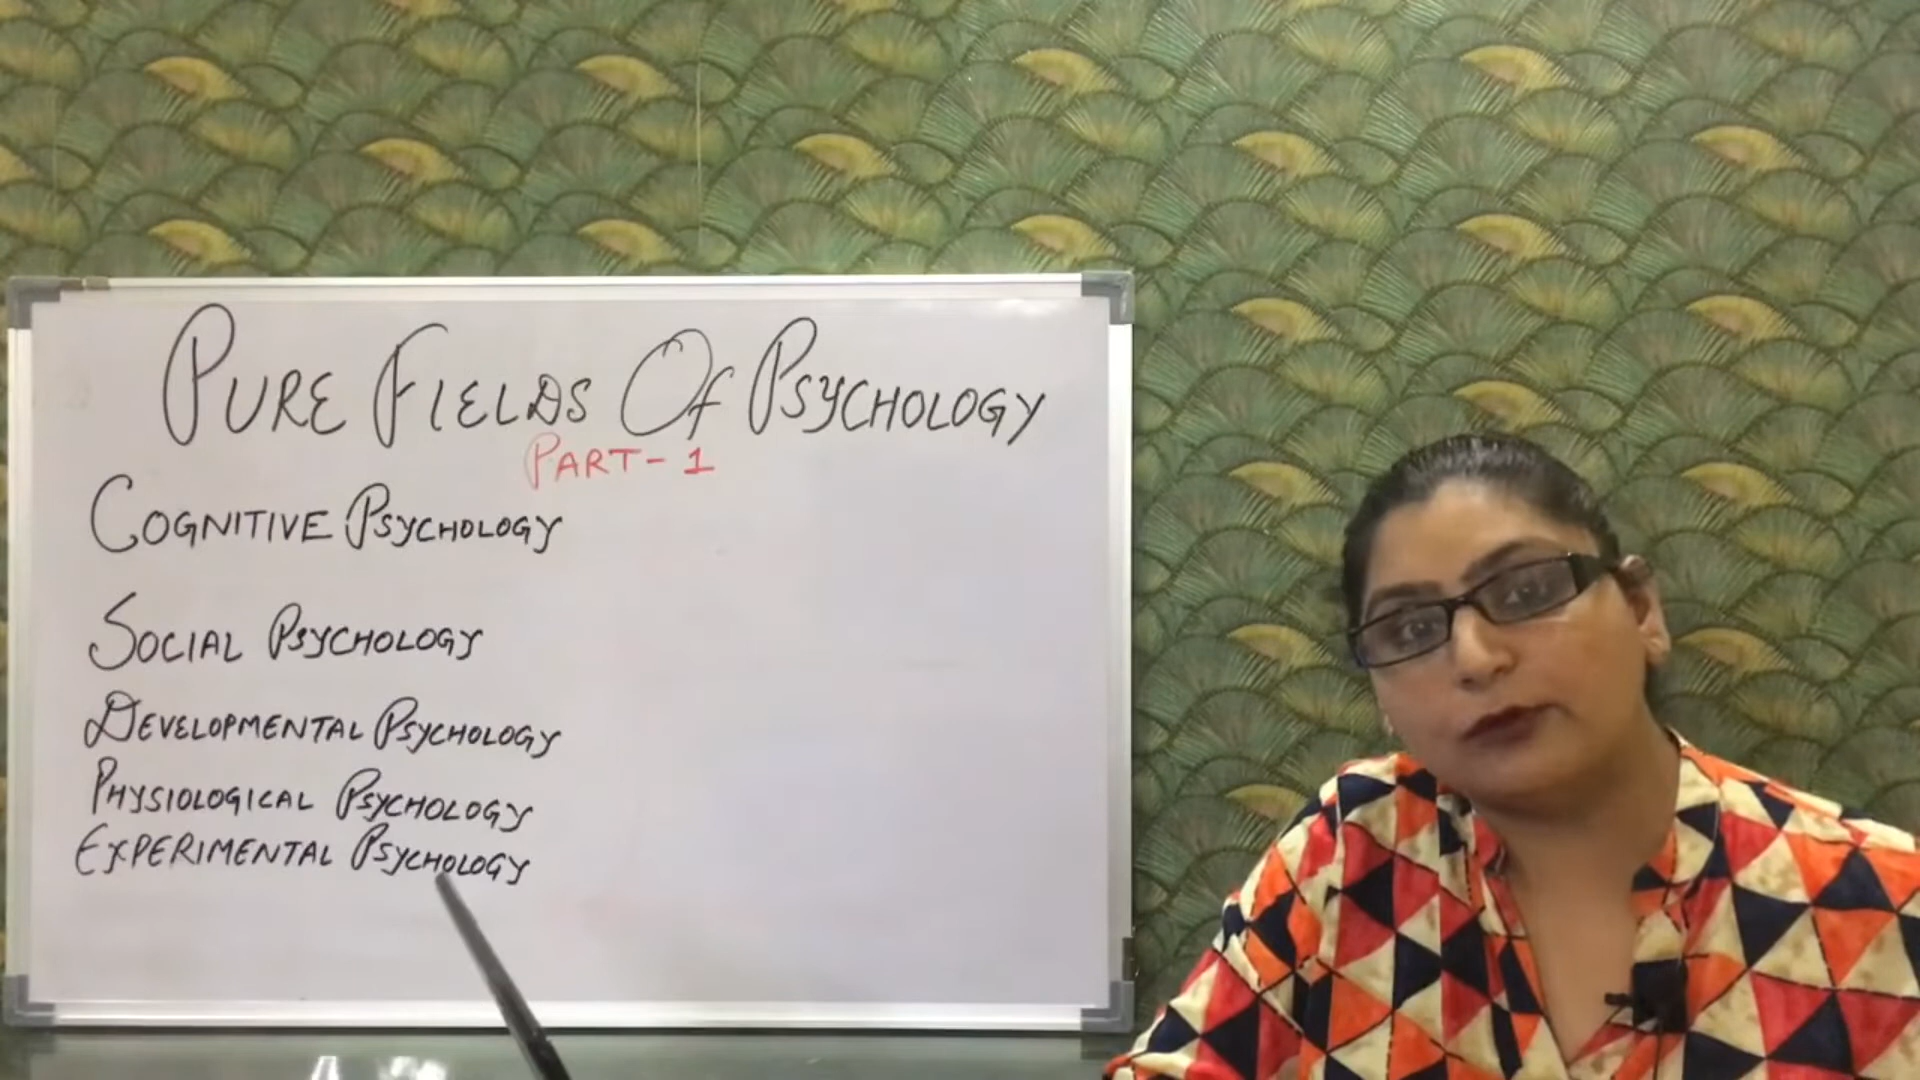 PURE FIELDS OF PSYCHOLOGY
PART-1
COGNITIVE PSYCHOLOGY
SOCIAL PSYCHOLOGY
DEVELOPMENTAL PSYCHOLOGY
PHYSIOLOGICAL PSYCHOLOGY
EXPERIMENTAL PSYCHOLOGY